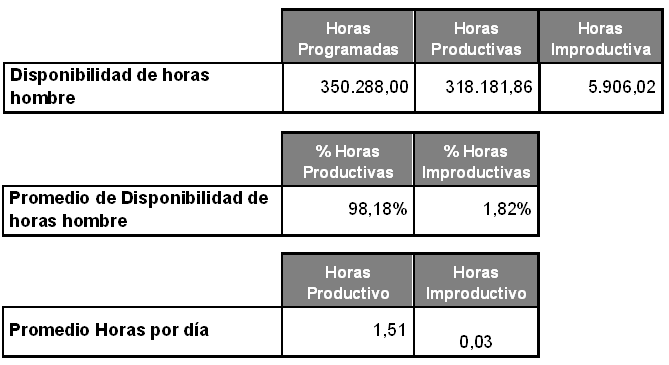 Horas Horas Horas
Programadas Productivas Improductiva
Disponibilidad de horas
hombre
350.288,00 318.181,86 5.906,02
% Horas % Horas
Productivas Improductivas
Promedio de Disponibilidad de
horas hombre
98,18% 1,82%
Horas Horas
Productivo Improductivo
Promedio Horas por día 1,51
0,03